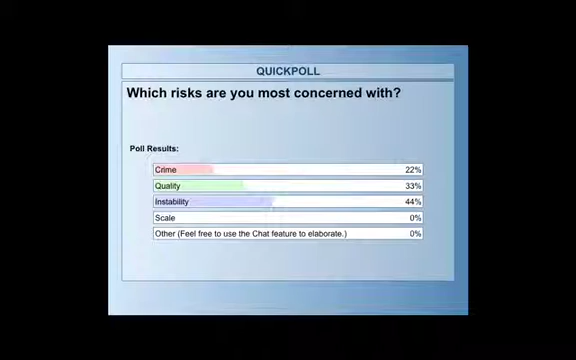 QUICKPOLL
Which risks are you most concerned with?
Poll Results:
Crime 22%
Quality 33%
Instability 44%
Scale 0%
Other (Feel free to use the Chat feature to elaborate.) 0%